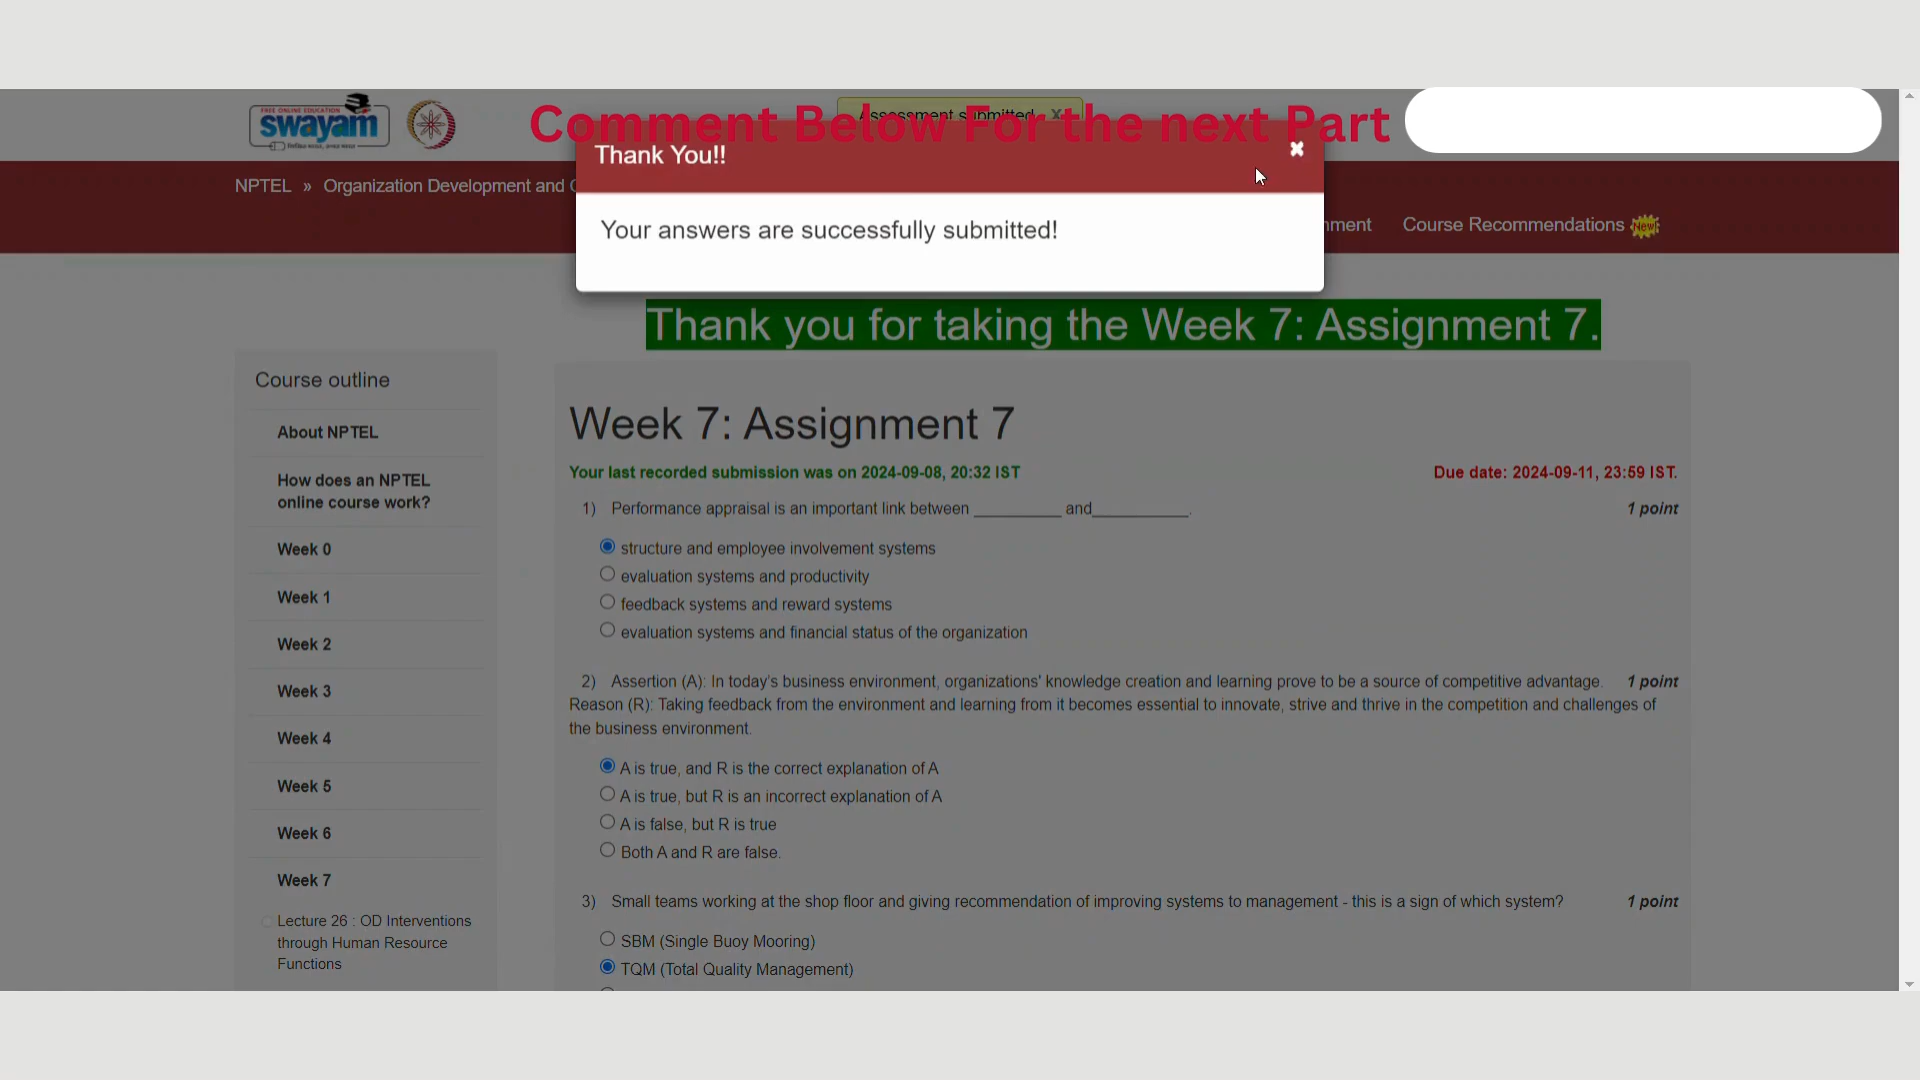 FREE ONLINE EDUCATION
swayam
Comment Below For the next Part
Assessment submitted X
Thank You!!
Your answers are successfully submitted!
NPTEL » Organization Development and
Course Recommendations New
Thank you for taking the Week 7: Assignment 7.
Course outline
About NPTEL
How does an NPTEL
online course work?
Week 0
Week 1
Week 2
Week 3
Week 4
Week 5
Week 6
Week 7
Lecture 26 : OD Interventions
through Human Resource
Functions
Week 7: Assignment 7
Your last recorded submission was on 2024-09-08, 20:32 IST
Due date: 2024-09-11, 23:59 IST.
1) Performance appraisal is an important link between __________ and___________. 1 point
structure and employee involvement systems
evaluation systems and productivity
feedback systems and reward systems
evaluation systems and financial status of the organization
2) Assertion (A): In today's business environment, organizations' knowledge creation and learning prove to be a source of competitive advantage. 1 point
Reason (R): Taking feedback from the environment and learning from it becomes essential to innovate, strive and thrive in the competition and challenges of
the business environment.
A is true, and R is the correct explanation of A
A is true, but R is an incorrect explanation of A
A is false, but R is true
Both A and R are false.
3) Small teams working at the shop floor and giving recommendation of improving systems to management - this is a sign of which system? 1 point
SBM (Single Buoy Mooring)
TQM (Total Quality Management)